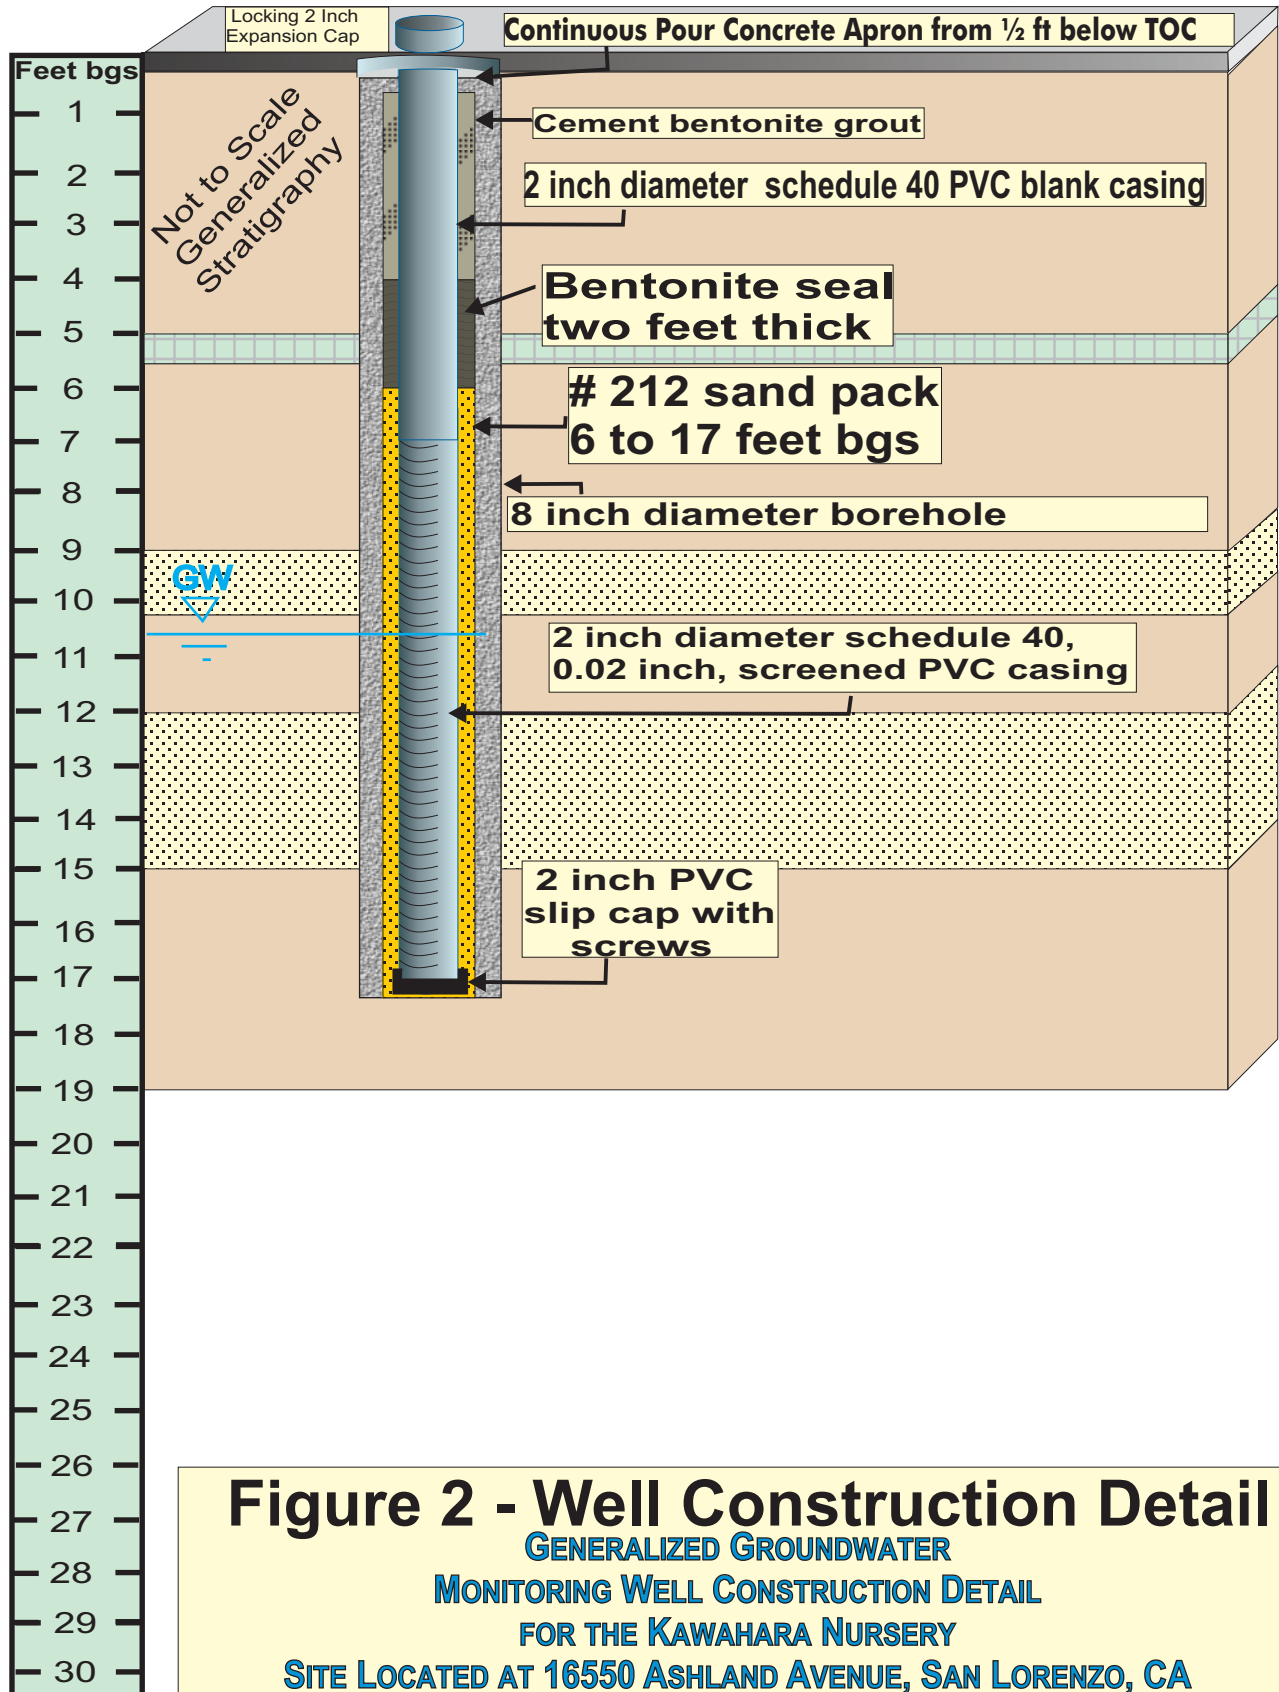 Locking 2 Inch
Expansion Cap
Continuous Pour Concrete Apron from ½ ft below TOC
Feet bgs
1
2
3
4
5
6
7
8
9
10
11
12
13
14
15
16
17
18
19
20
21
22
23
24
25
26
27
28
29
30
Not to Scale
Generalized
Stratigraphy
Cement bentonite grout
2 inch diameter schedule 40 PVC blank casing
Bentonite seal
two feet thick
# 212 sand pack
6 to 17 feet bgs
8 inch diameter borehole
GW
2 inch diameter schedule 40,
0.02 inch, screened PVC casing
2 inch PVC
slip cap with
screws
Figure 2 - Well Construction Detail
GENERALIZED GROUNDWATER
MONITORING WELL CONSTRUCTION DETAIL
FOR THE KAWAHARA NURSERY
SITE LOCATED AT 16550 ASHLAND AVENUE, SAN LORENZO, CA